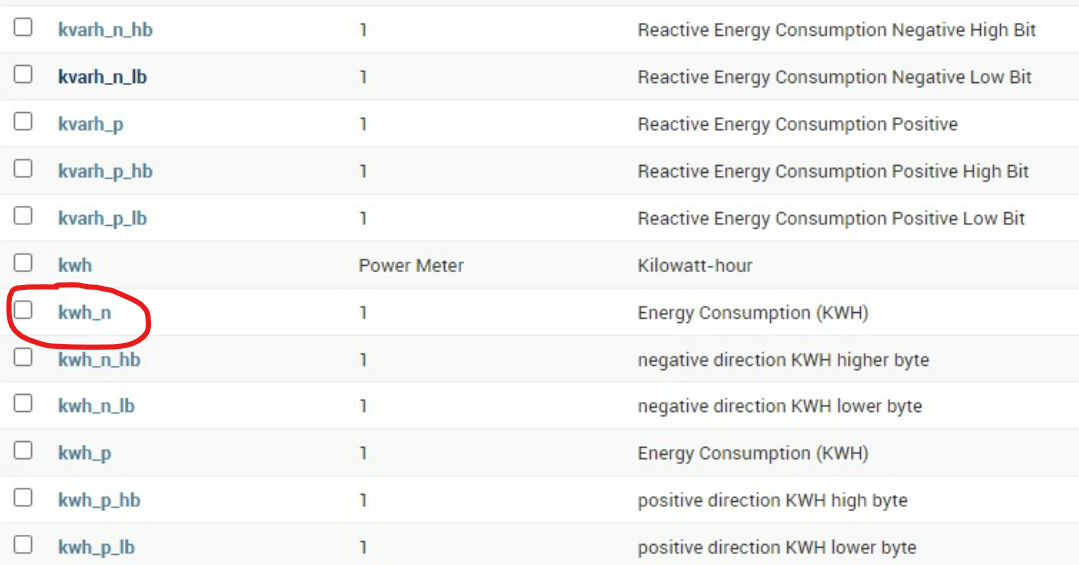 kvarh_n_hb 1 Reactive Energy Consumption Negative High Bit
kvarh_n_lb 1 Reactive Energy Consumption Negative Low Bit
kvarh_p 1 Reactive Energy Consumption Positive
kvarh_p_hb 1 Reactive Energy Consumption Positive High Bit
kvarh_p_lb 1 Reactive Energy Consumption Positive Low Bit
kwh Power Meter Kilowatt-hour
kwh_n 1 Energy Consumption (KWH)
kwh_n_hb 1 negative direction KWH higher byte
kwh_n_lb 1 negative direction KWH lower byte
kwh_p 1 Energy Consumption (KWH)
kwh_p_hb 1 positive direction KWH high byte
kwh_p_lb 1 positive direction KWH lower byte